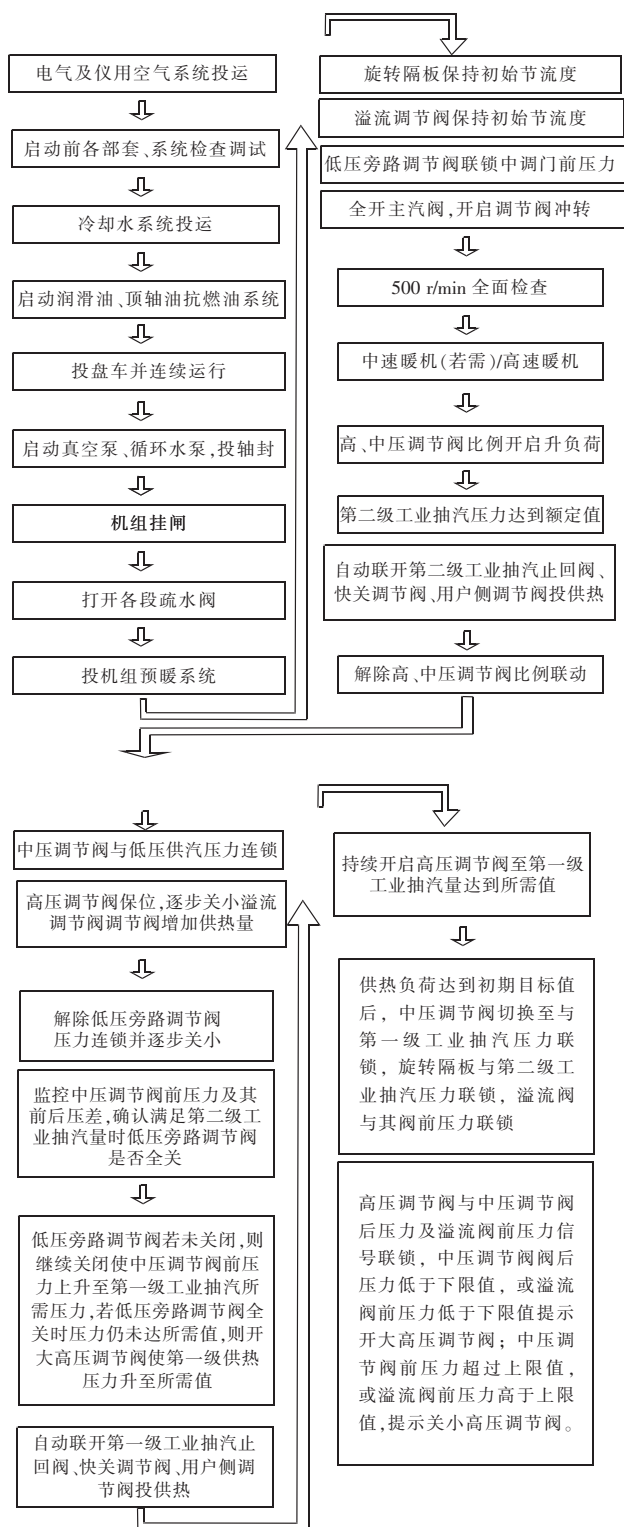 电气及仪用空气系统投运
启动前各部套、系统检查调试
冷却水系统投运
启动润滑油、顶轴油抗燃油系统
投盘车并连续运行
启动真空泵、循环水泵,投轴封
机组挂闸
打开各段疏水阀
投机组预暖系统
旋转隔板保持初始节流度
溢流调节阀保持初始节流度
低压旁路调节阀联锁中调门前压力
全开主汽阀,开启调节阀冲转
500 r/min 全面检查
中速暖机(若需)/高速暖机
高、中压调节阀比例开启升负荷
第二级工业抽汽压力达到额定值
自动联开第二级工业抽汽止回阀、
快关调节阀、用户侧调节阀投供热
解除高、中压调节阀比例联动
中压调节阀与低压供汽压力连锁
高压调节阀保位,逐步关小溢流
调节阀调节阀增加供热量
解除低压旁路调节阀
压力连锁并逐步关小
监控中压调节阀前压力及其
前后压差,确认满足第二级工
业抽汽量时低压旁路调节阀
是否全关
低压旁路调节阀若未关闭,则
继续关闭使中压调节阀前压
力上升至第一级工业抽汽所
需压力,若低压旁路调节阀全
关时压力仍未达所需值,则开
大高压调节阀使第一级供热
压力升至所需值
自动联开第一级工业抽汽止
回阀、快关调节阀、用户侧调
节阀投供热
持续开启高压调节阀至第一级
工业抽汽量达到所需值
供热负荷达到初期目标值
后，中压调节阀切换至与
第一级工业抽汽压力联
锁，旋转隔板与第二级工
业抽汽压力联锁，溢流阀
与其阀前压力联锁
高压调节阀与中压调节阀
后压力及溢流阀前压力信
号联锁，中压调节阀阀后
压力低于下限值，或溢流
阀前压力低于下限值提示
开大高压调节阀；中压调
节阀前压力超过上限值，
或溢流阀前压力高于上限
值,提示关小高压调节阀。